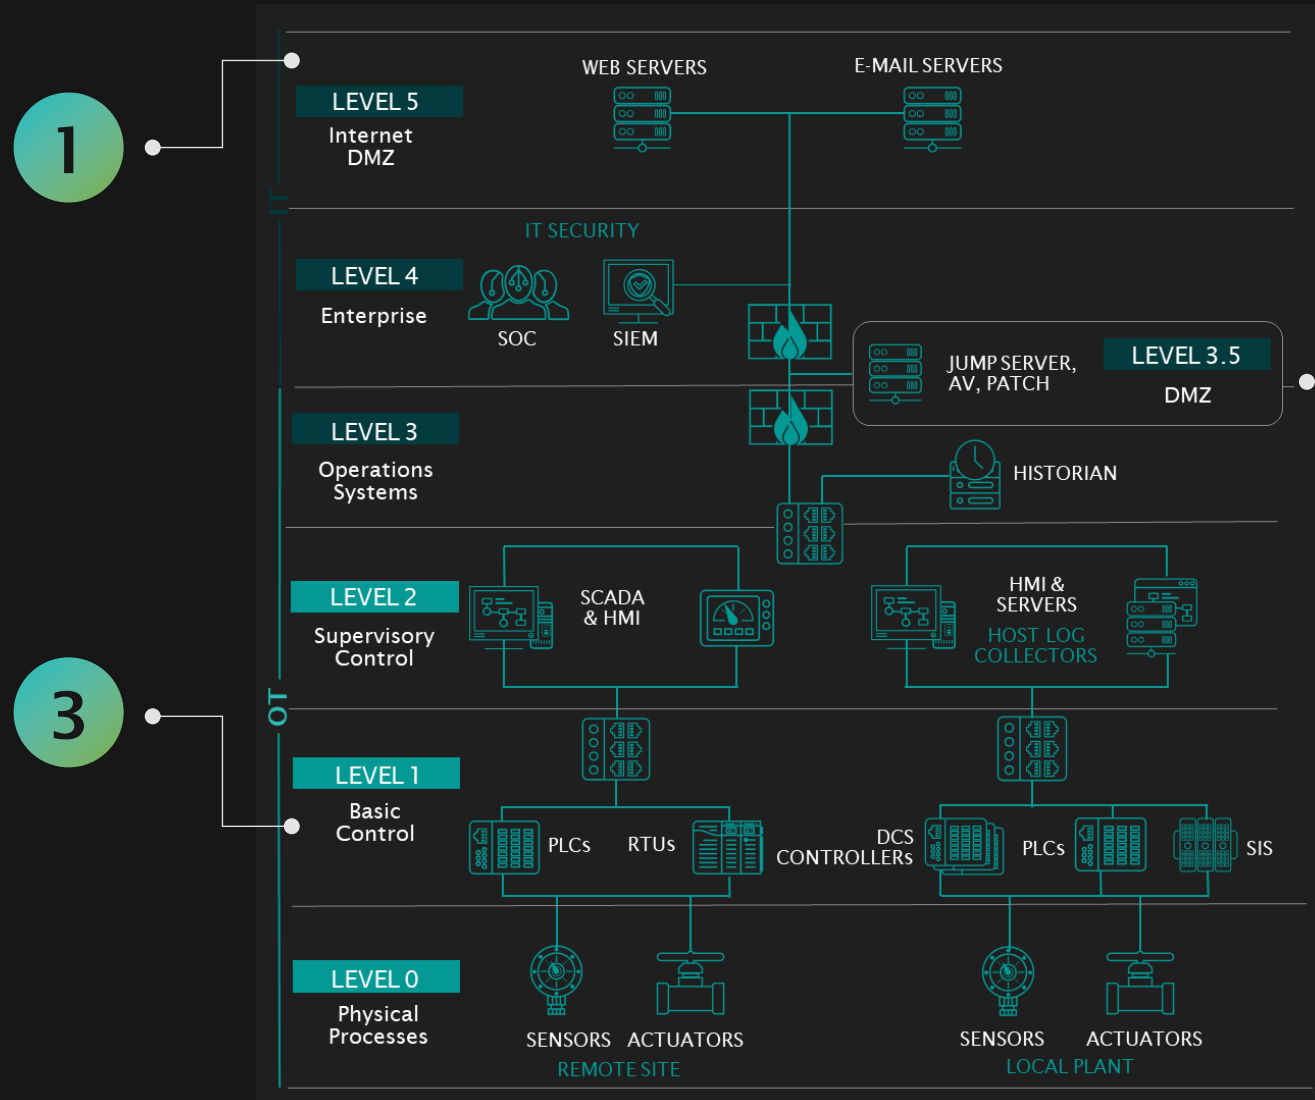 1
LEVEL 5
Internet
DMZ
WEB SERVERS
E-MAIL SERVERS
IT
IT SECURITY
LEVEL 4
Enterprise
SOC
SIEM
JUMP SERVER,
AV, PATCH
LEVEL 3.5
DMZ
LEVEL 3
Operations
Systems
HISTORIAN
LEVEL 2
Supervisory
Control
SCADA
& HMI
HMI &
SERVERS
HOST LOG
COLLECTORS
3
OT
LEVEL 1
Basic
Control
PLCs
RTUs
DCS
CONTROLLERs
PLCs
SIS
LEVEL 0
Physical
Processes
SENSORS
ACTUATORS
REMOTE SITE
SENSORS
ACTUATORS
LOCAL PLANT